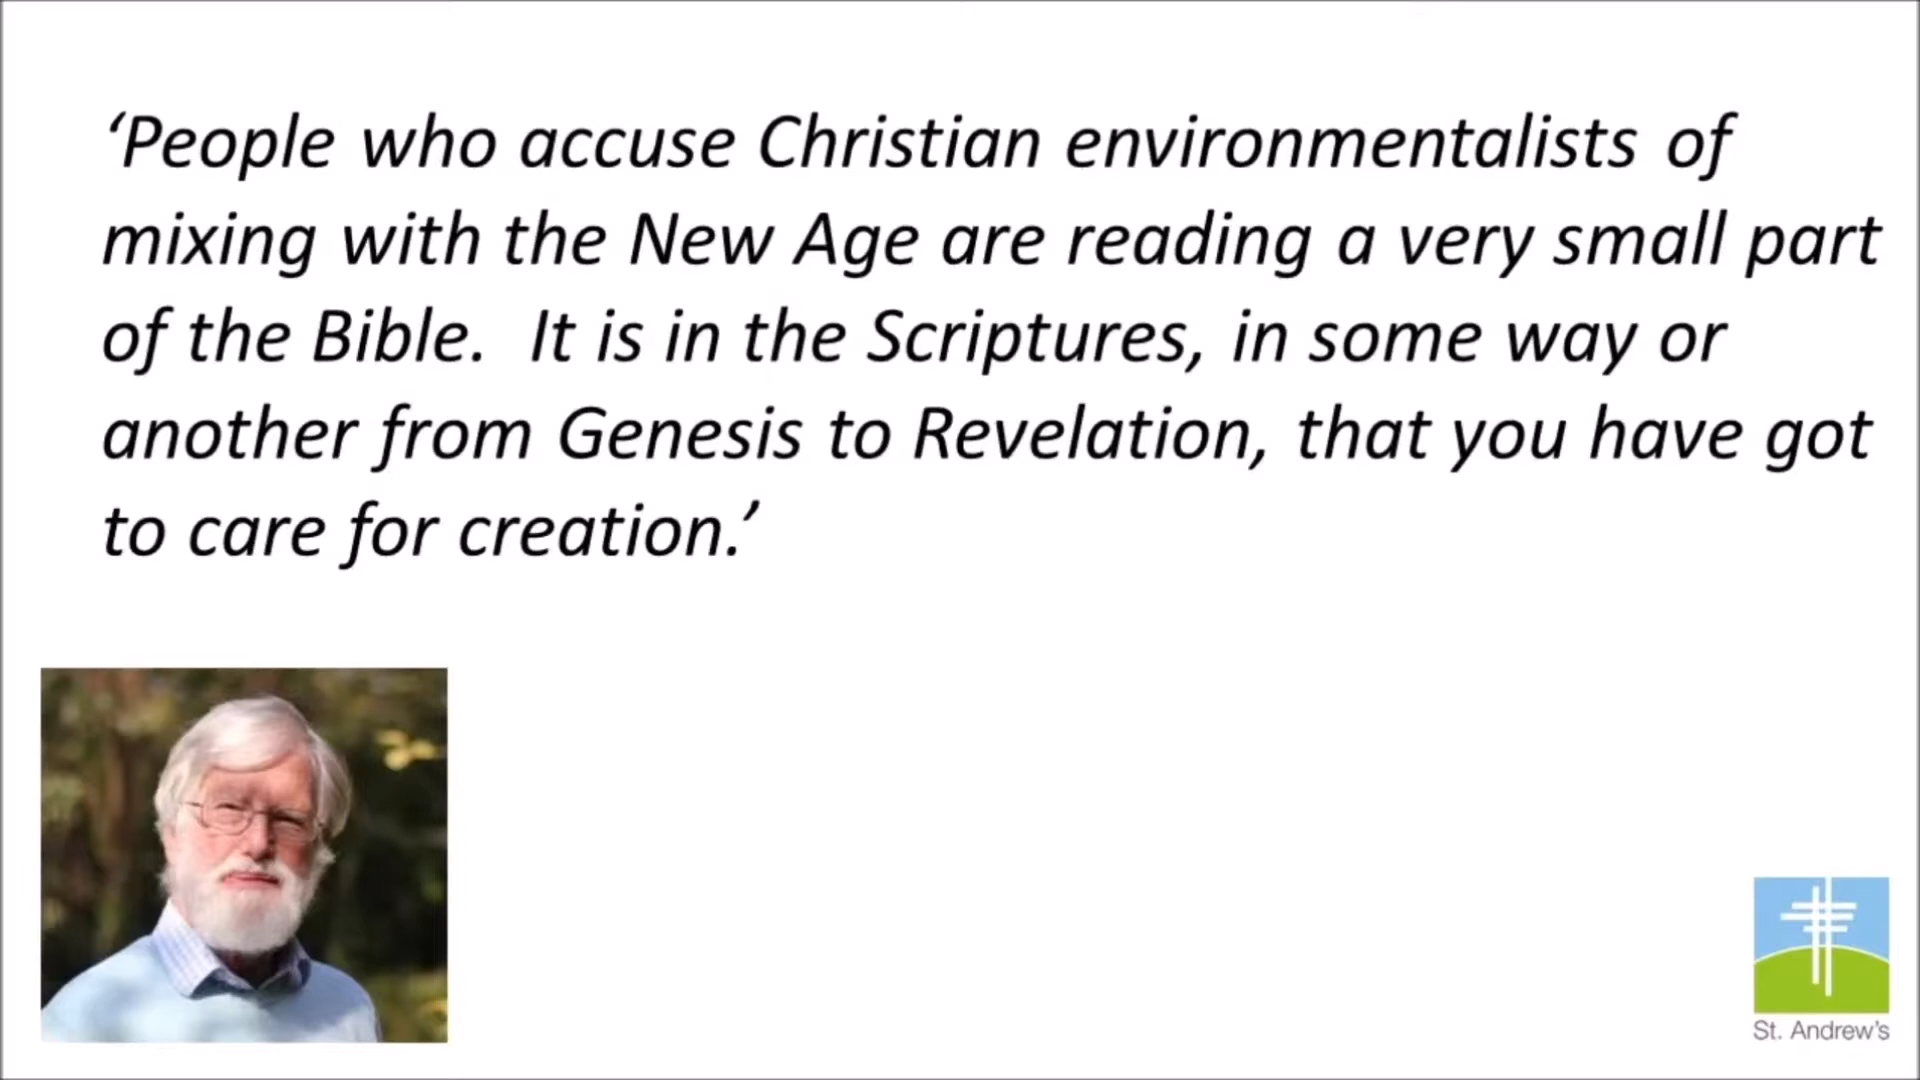 ‘People who accuse Christian environmentalists of
mixing with the New Age are reading a very small part
of the Bible.  It is in the Scriptures, in some way or
another from Genesis to Revelation, that you have got
to care for creation.’
St. Andrew's